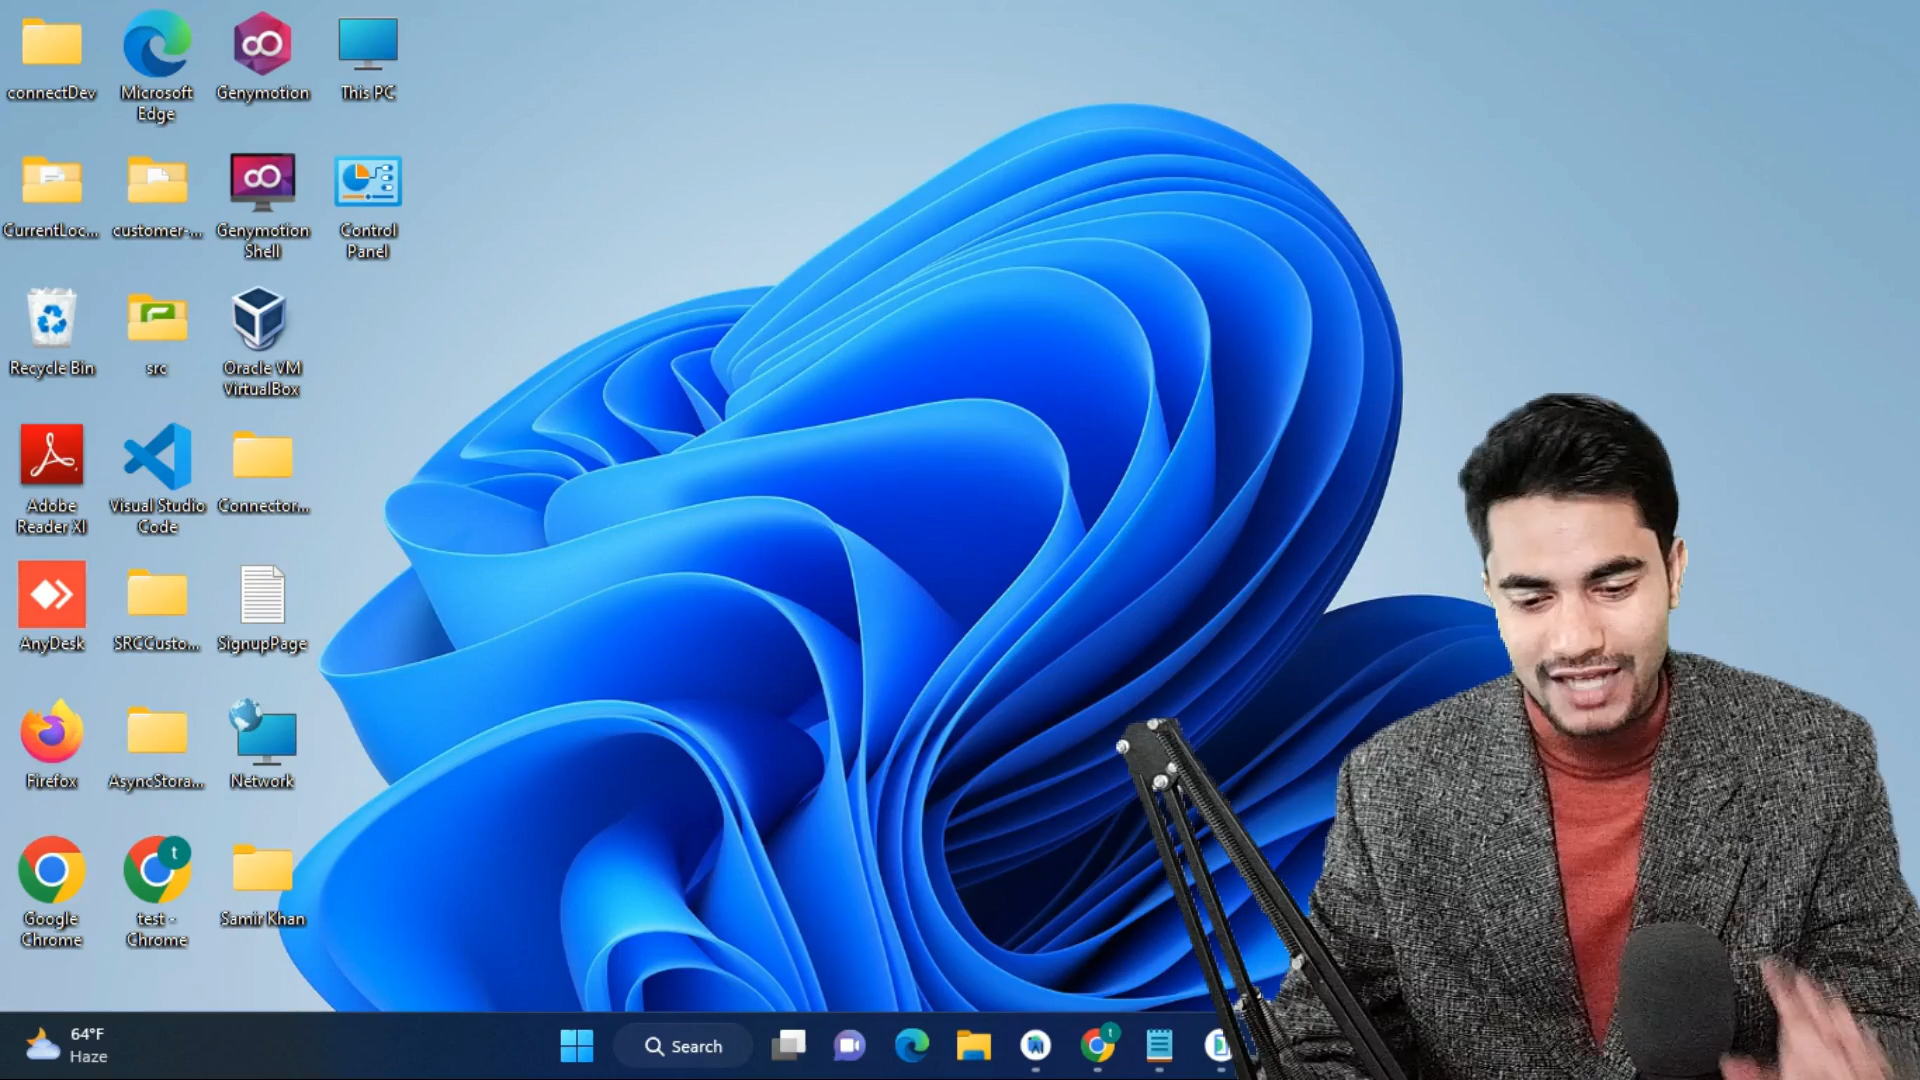 connectDev
Microsoft
Edge
Genymotion
This PC
CurrentLoc...
customer-...
Genymotion
Shell
Control
Panel
Recycle Bin
src
Oracle VM
VirtualBox
Adobe
Reader XI
Visual Studio
Code
Connector...
AnyDesk
SRCCusto...
SignupPage
Firefox
AsyncStora...
Network
Google
Chrome
t
test -
Chrome
Samir Khan
64°F
Haze
Search
t